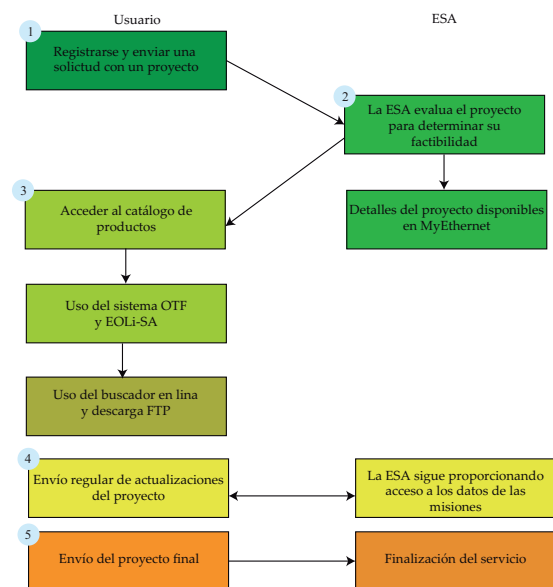 Usuario
ESA
1
Registrarse y enviar una
solicitud con un proyecto
2
La ESA evalua el proyecto
para determinar su
factibilidad
3
Acceder al catálogo de
productos
Detalles del proyecto disponibles
en MyEthernet
Uso del sistema OTF
y EOLi-SA
Uso del buscador en lina
y descarga FTP
4
Envío regular de actualizaciones
del proyecto
La ESA sigue proporcionando
acceso a los datos de las
misiones
5
Envío del proyecto final
Finalización del servicio